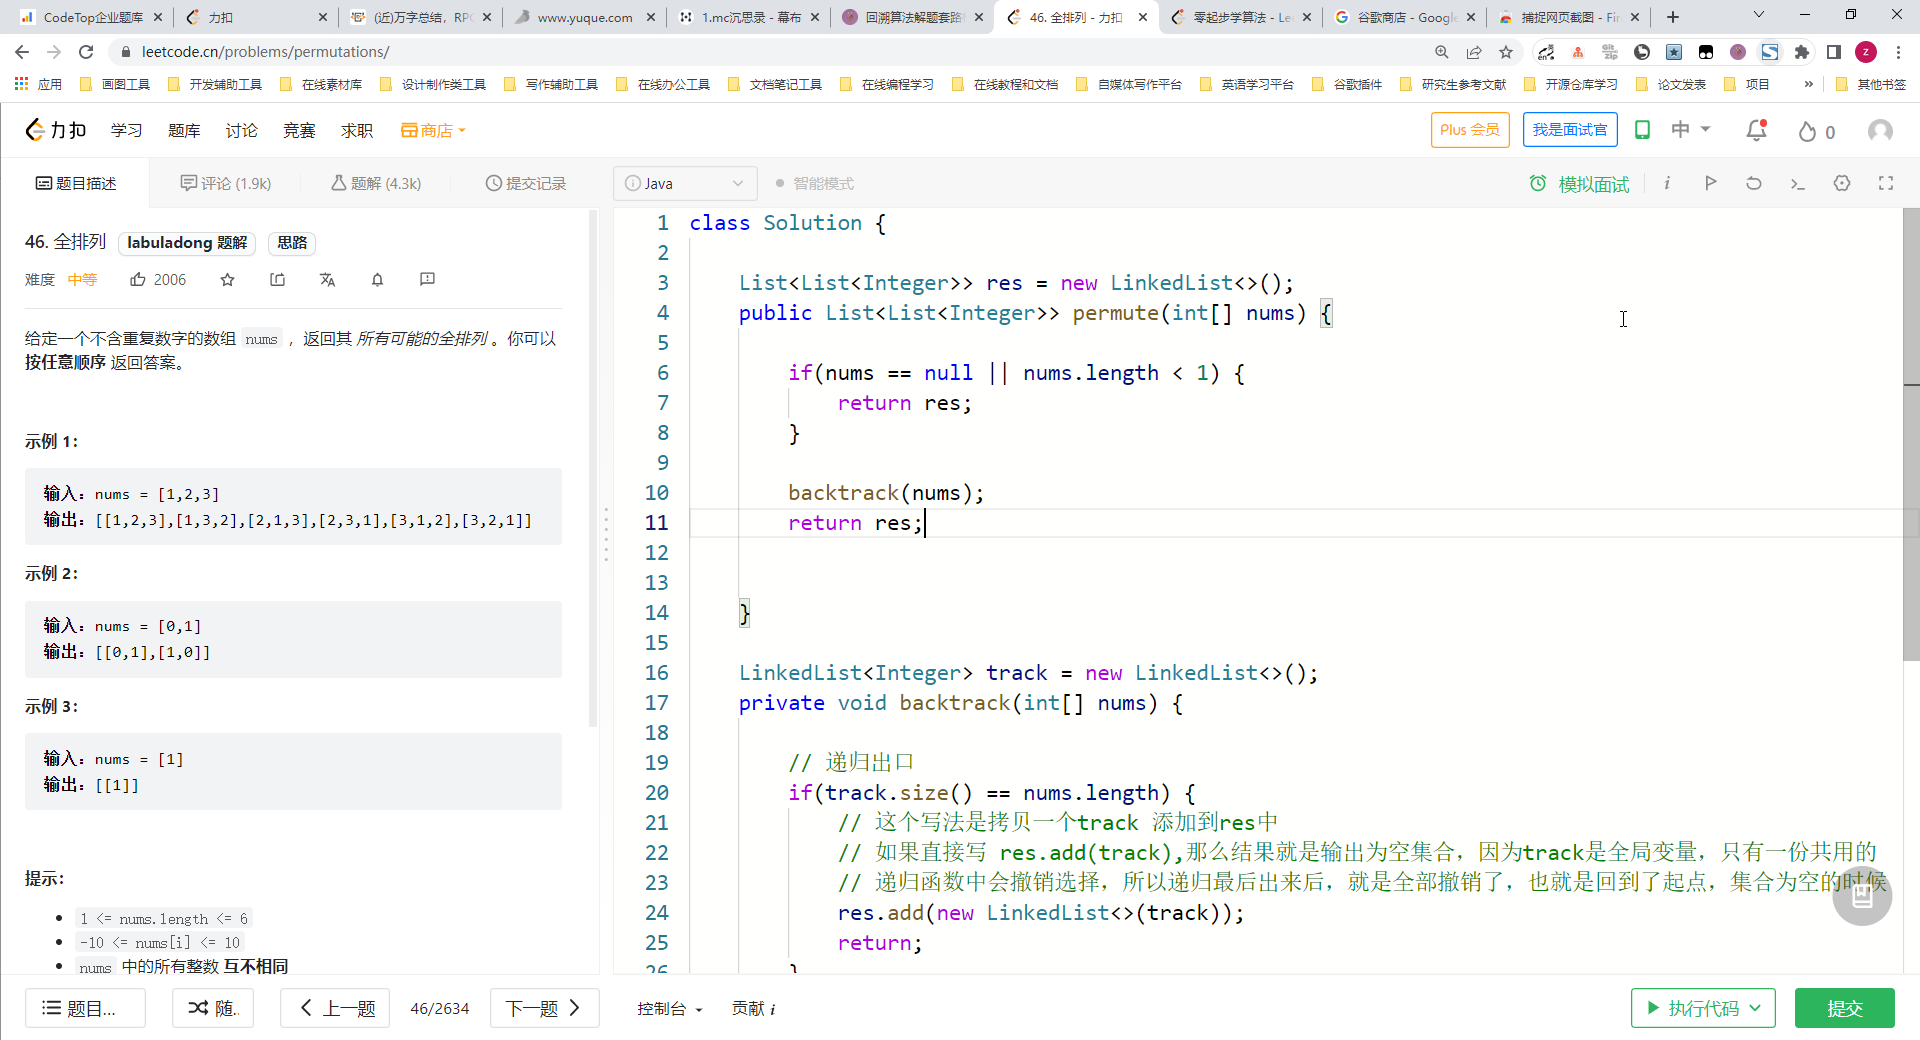 CodeTop企业题库
力扣
(近)万字总结，RPC
www.yuque.com
1.mc沉思录 - 幕布
回溯算法解题套路
46. 全排列 - 力扣
零起步学算法 - Le
谷歌商店 - Google
捕捉网页截图 - Fir
leetcode.cn/problems/permutations/
应用
画图工具
开发辅助工具
在线素材库
设计制作类工具
写作辅助工具
在线办公工具
文档笔记工具
在线编程学习
在线教程和文档
自媒体写作平台
英语学习平台
谷歌插件
研究生参考文献
开源仓库学习
论文发表
项目
»
其他书签
力扣 学习 题库 讨论 竞赛 求职 商店
Plus 会员 我是面试官 中 0
题目描述 评论 (1.9k) 题解 (4.3k) 提交记录
Java 智能模式 模拟面试
46. 全排列 labuladong 题解 思路
难度 中等 2006
给定一个不含重复数字的数组 nums ，返回其 所有可能的全排列 。你可以
按任意顺序 返回答案。
示例 1：
输入：nums = [1,2,3]
输出：[[1,2,3],[1,3,2],[2,1,3],[2,3,1],[3,1,2],[3,2,1]]
示例 2：
输入：nums = [0,1]
输出：[[0,1],[1,0]]
示例 3：
输入：nums = [1]
输出：[[1]]
提示：
1 <= nums.length <= 6
-10 <= nums[i] <= 10
nums 中的所有整数 互不相同
1 class Solution {
2
3 List<List<Integer>> res = new LinkedList<>();
4 public List<List<Integer>> permute(int[] nums) {
5
6 if(nums == null || nums.length < 1) {
7 return res;
8 }
9
10 backtrack(nums);
11 return res;
12
13
14 }
15
16 LinkedList<Integer> track = new LinkedList<>();
17 private void backtrack(int[] nums) {
18
19 // 递归出口
20 if(track.size() == nums.length) {
21 // 这个写法是拷贝一个track 添加到res中
22 // 如果直接写 res.add(track),那么结果就是输出为空集合，因为track是全局变量，只有一份共用的
23 // 递归函数中会撤销选择，所以递归最后出来后，就是全部撤销了，也就是回到了起点，集合为空的时候
24 res.add(new LinkedList<>(track));
25 return;
26 }
题目... 随. 上一题 46/2634 下一题 控制台 贡献 i 执行代码 提交